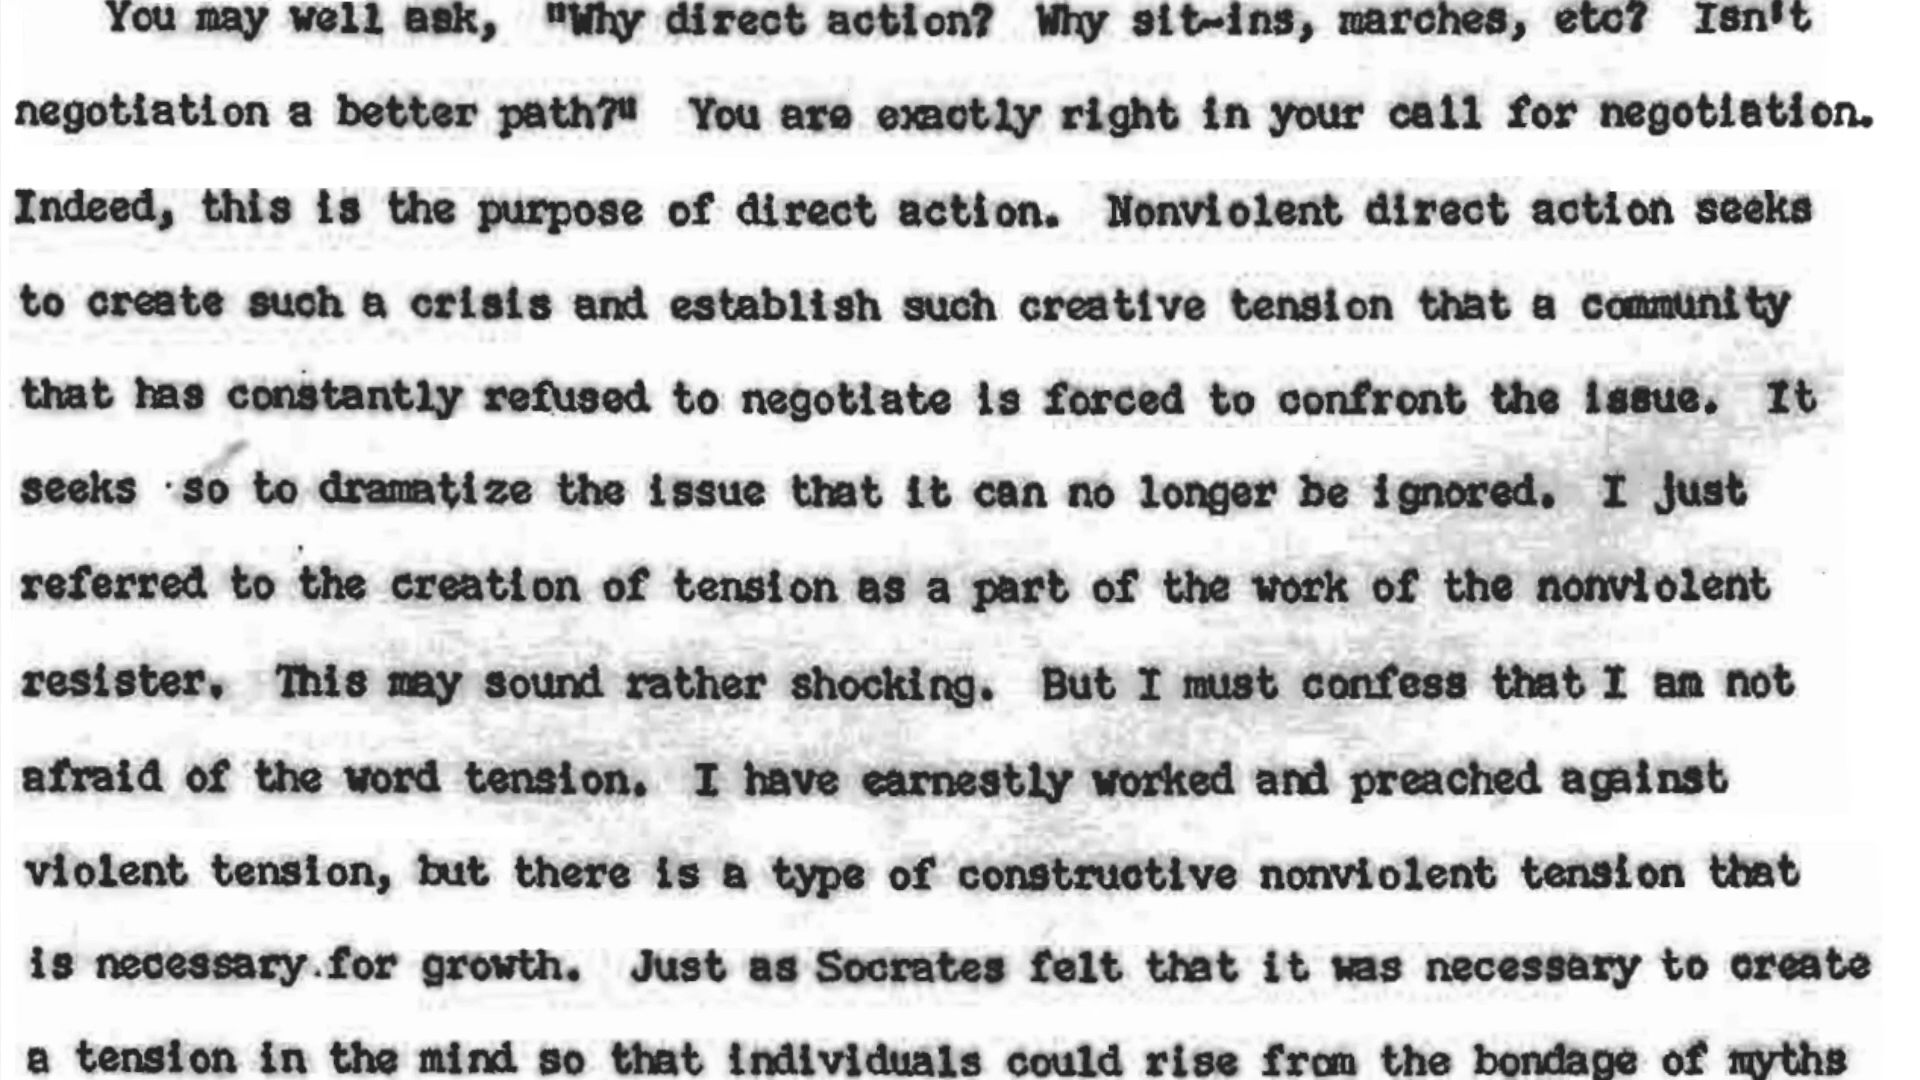 You may well ask, "Why direct action? Why sit-ins, marches, etc? Isn't
negotiation a better path?" You are exactly right in your call for negotiation.
Indeed, this is the purpose of direct action. Nonviolent direct action seeks
to create such a crisis and establish such creative tension that a community
that has constantly refused to negotiate is forced to confront the issue. It
seeks so to dramatize the issue that it can no longer be ignored. I just
referred to the creation of tension as a part of the work of the nonviolent
resister. This may sound rather shocking. But I must confess that I am not
afraid of the word tension. I have earnestly worked and preached against
violent tension, but there is a type of constructive nonviolent tension that
is necessary for growth. Just as Socrates felt that it was necessary to create
a tension in the mind so that individuals could rise from the bondage of myths